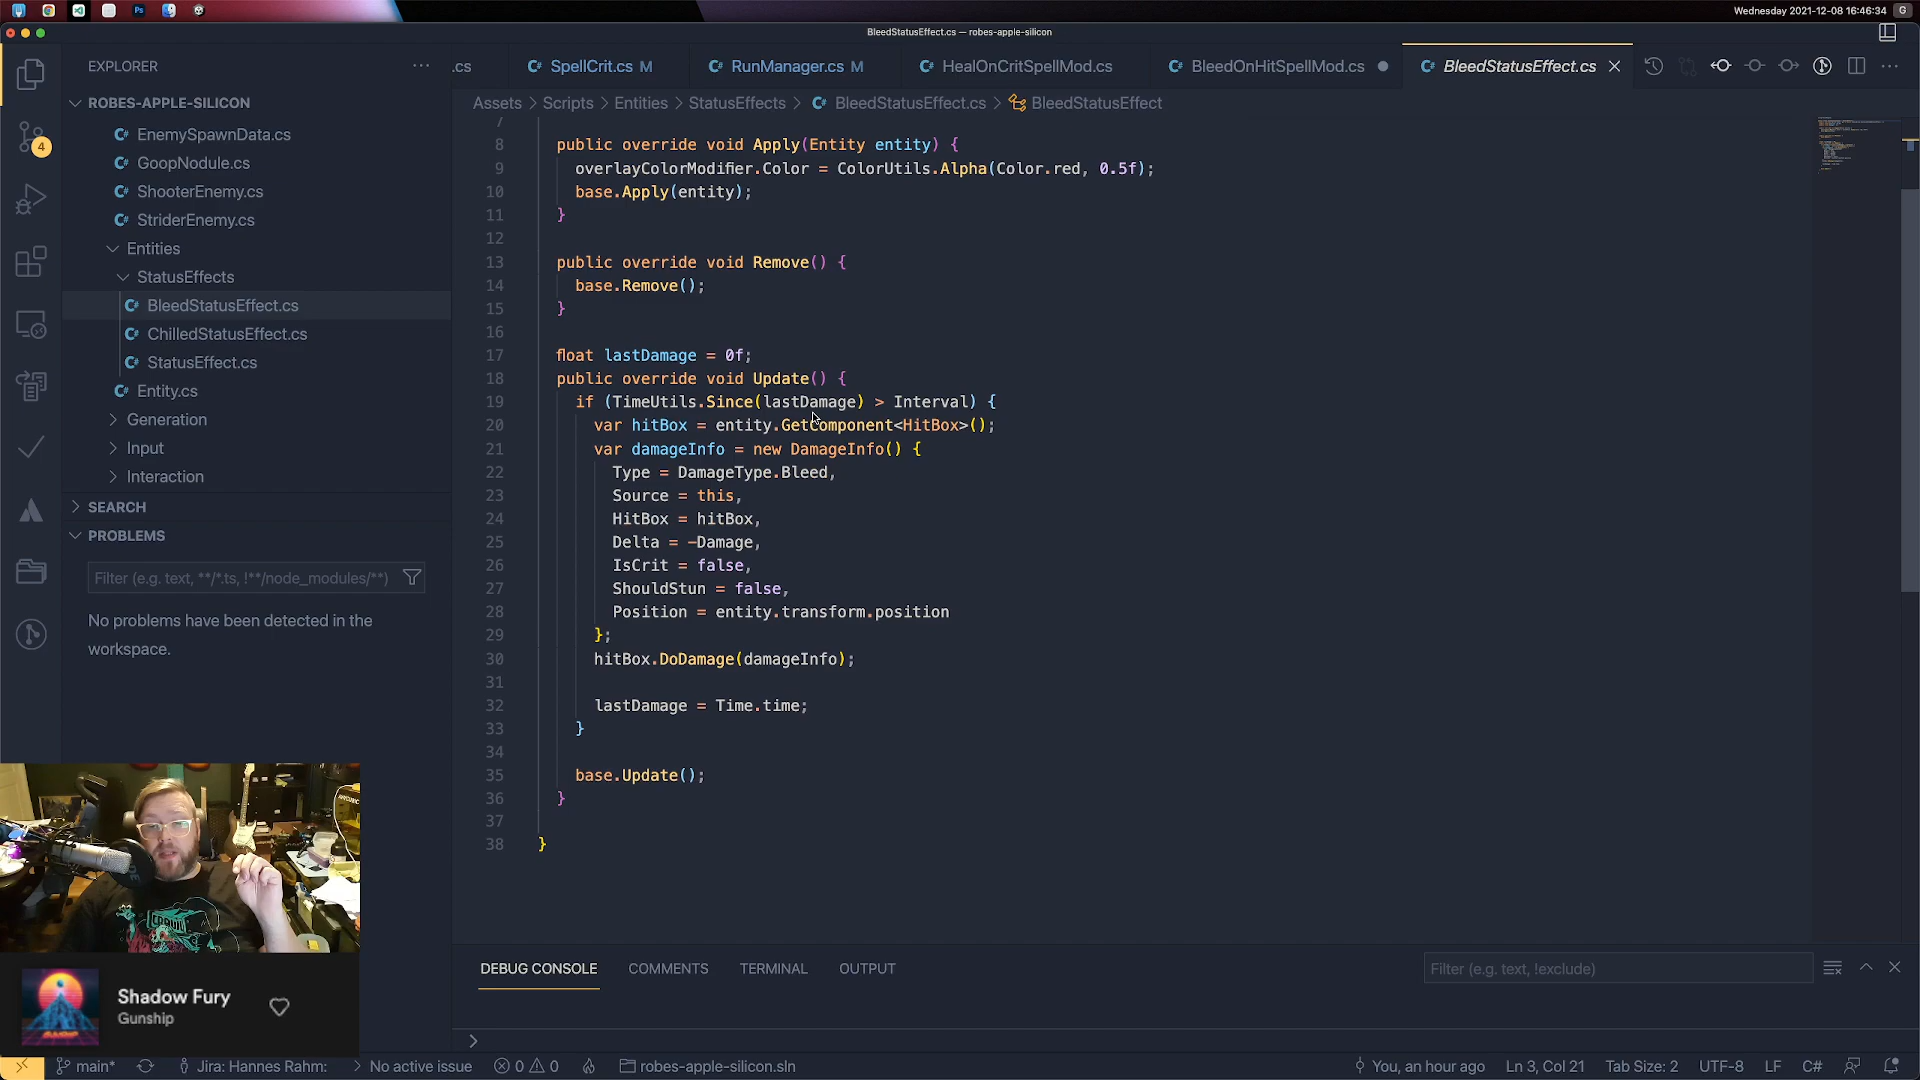 Wednesday 2021-12-08 16:46:34 G
BleedStatusEffect.cs — robes-apple-silicon
EXPLORER
.cs
SpellCrit.cs M
RunManager.cs M
HealOnCritSpellMod.cs
BleedOnHitSpellMod.cs
BleedStatusEffect.cs
ROBES-APPLE-SILICON
Assets > Scripts > Entities > StatusEffects > BleedStatusEffect.cs > BleedStatusEffect
EnemySpawnData.cs
GoopNodule.cs
ShooterEnemy.cs
StriderEnemy.cs
Entities
StatusEffects
BleedStatusEffect.cs
ChilledStatusEffect.cs
StatusEffect.cs
Entity.cs
Generation
Input
Interaction
SEARCH
PROBLEMS
Filter (e.g. text, **/*.ts, !**/node_modules/**)
No problems have been detected in the
workspace.
4
7
8 public override void Apply(Entity entity) {
9 overlayColorModifier.Color = ColorUtils.Alpha(Color.red, 0.5f);
10 base.Apply(entity);
11 }
12
13 public override void Remove() {
14 base.Remove();
15 }
16
17 float lastDamage = 0f;
18 public override void Update() {
19 if (TimeUtils.Since(lastDamage) > Interval) {
20 var hitBox = entity.GetComponent<HitBox>();
21 var damageInfo = new DamageInfo() {
22 Type = DamageType.Bleed,
23 Source = this,
24 HitBox = hitBox,
25 Delta = -Damage,
26 IsCrit = false,
27 ShouldStun = false,
28 Position = entity.transform.position
29 };
30 hitBox.DoDamage(damageInfo);
31
32 lastDamage = Time.time;
33 }
34
35 base.Update();
36 }
37
38 }
DEBUG CONSOLE
COMMENTS
TERMINAL
OUTPUT
Filter (e.g. text, !exclude)
Shadow Fury
Gunship
main*
Jira: Hannes Rahm:
No active issue
0 0
robes-apple-silicon.sln
You, an hour ago
Ln 3, Col 21
Tab Size: 2
UTF-8
LF
C#